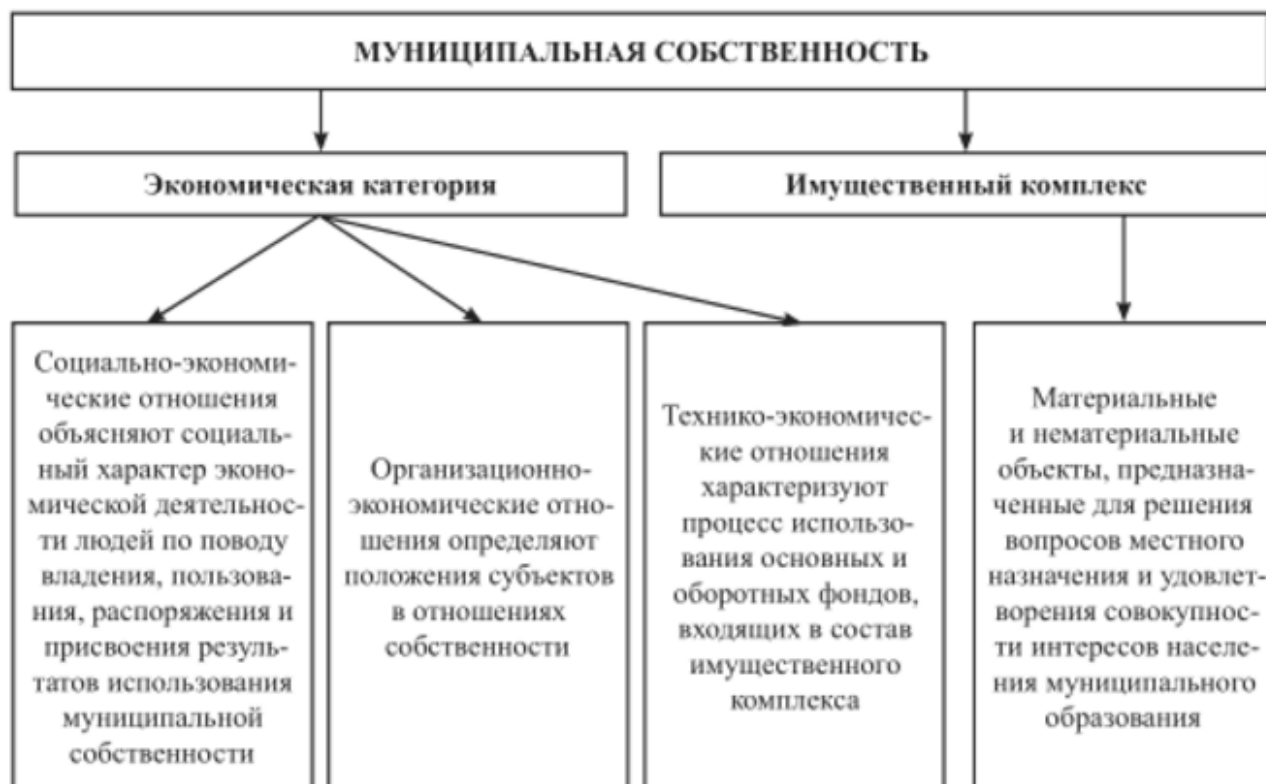 МУНИЦИПАЛЬНАЯ СОБСТВЕННОСТЬ
Экономическая категория
Имущественный комплекс
Социально-экономи-
ческие отношения
объясняют социаль-
ный характер эконо-
мической деятельнос-
ти людей по поводу
владения, пользова-
ния, распоряжения и
присвоения резуль-
татов использования
муниципальной
собственности
Организационно-
экономические отно-
шения определяют
положения субъектов
в отношениях
собственности
Технико-экономичес-
кие отношения
характеризуют
процесс использо-
вания основных и
оборотных фондов,
входящих в состав
имущественного
комплекса
Материальные
и нематериальные
объекты, предназна-
ченные для решения
вопросов местного
назначения и удовлет-
ворения совокупнос-
ти интересов населе-
ния муниципального
образования